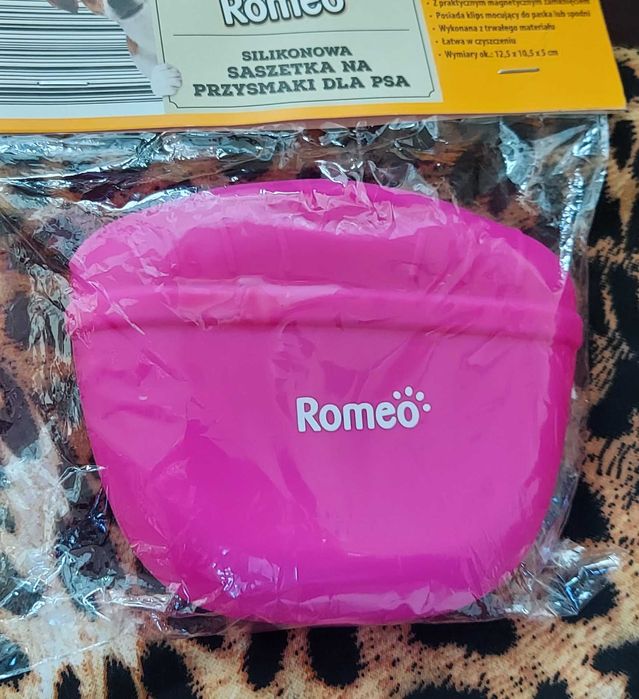 Romeo
SILIKONOWA
SASZETKA NA
PRZYSMAKI DLA PSA
• Z praktycznym magnetycznym zamknięciem
• Posiada klips mocujący do paska lub spodni
• Wykonana z trwałego materiału
• Łatwa w czyszczeniu
• Wymiary ok.: 12,5 x 10,5 x 5 cm
Romeo